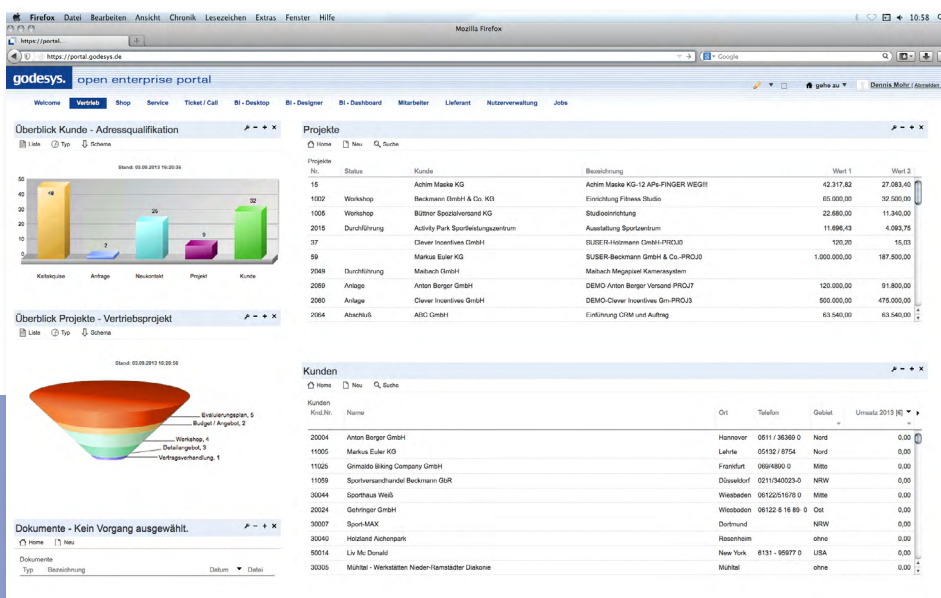 Firefox Datei Bearbeiten Ansicht Chronik Lesezeichen Extras Fenster Hilfe 10:58
Mozilla Firefox
https://portal...
https://portal.godesys.de Google
godesys. open enterprise portal
gehe zu Dennis Mohr | Abmelden
Welcome Vertrieb Shop Service Ticket / Call BI - Desktop BI - Designer BI - Dashboard Mitarbeiter Lieferant Nutzerverwaltung Jobs
Überblick Kunde - Adressqualifikation
Liste Typ Schema
Stand: 03.09.2013 16:20:36
50
40
30
20
10
0
48
2
25
9
32
Kaltakquise Anfrage Neukontakt Projekt Kunde
Überblick Projekte - Vertriebsprojekt
Liste Typ Schema
Stand: 03.09.2013 16:20:56
Evaluierungsplan, 5
Budget / Angebot, 2
Workshop, 4
Detailangebot, 3
Vertragsverhandlung, 1
Dokumente - Kein Vorgang ausgewählt.
Home Neu
Dokumente
Typ Bezeichnung Datum Datei
Projekte
Home Neu Suche
Projekte
Nr. Status Kunde Bezeichnung Wert 1 Wert 2
15 Achim Maske KG Achim Maske KG-12 APs-FINGER WEG!!! 42.317,82 27.083,40
1002 Workshop Beckmann GmbH & Co. KG Einrichtung Fitness Studio 65.000,00 32.500,00
1005 Workshop Büttner Spezialversand KG Studioeinrichtung 22.680,00 11.340,00
2015 Durchführung Activity Park Sportleistungszentrum Ausstattung Sportzentrum 11.696,43 4.093,75
37 Clever Incentives GmbH SUSER-Holzmann GmbH-PROJ0 120,20 15,03
59 Markus Euler KG SUSER-Beckmann GmbH & Co.-PROJ0 1.000.000,00 187.500,00
2049 Durchführung Maibach GmbH Maibach Megapixel Kamerasystem
2059 Anlage Anton Berger GmbH DEMO-Anton Berger Versand-PROJ7 120.000,00 91.800,00
2060 Anlage Clever Incentives GmbH DEMO-Clever Incentives Gm-PROJ3 500.000,00 475.000,00
2064 Abschluß ABC GmbH Einführung CRM und Auftrag 63.540,00 63.540,00
Kunden
Home Neu Suche
Kunden
Knd.Nr. Name Ort Telefon Gebiet Umsatz 2013 [€]
20004 Anton Berger GmbH Hannover 0511 / 36369 0 Nord 0,00
11005 Markus Euler KG Lehrte 05132 / 8754 Nord 0,00
11025 Grimaldo Biking Company GmbH Frankfurt 069/4890-0 Mitte 0,00
11059 Sportversandhandel Beckmann GbR Düsseldorf 0211/340023-0 NRW 0,00
30044 Sporthaus Weiß Wiesbaden 06122/51678 0 Mitte 0,00
20024 Gehringer GmbH Wiesbaden 06122-8 16 89- 0 Ost 0,00
30007 Sport-MAX Dortmund NRW 0,00
30040 Holzland Aichenpark Rosenheim ohne 0,00
50014 Liv Mc Donald New York 6131 - 95977 0 USA 0,00
30305 Mühltal - Werkstätten Nieder-Ramstädter Diakonie Mühltal ohne 0,00